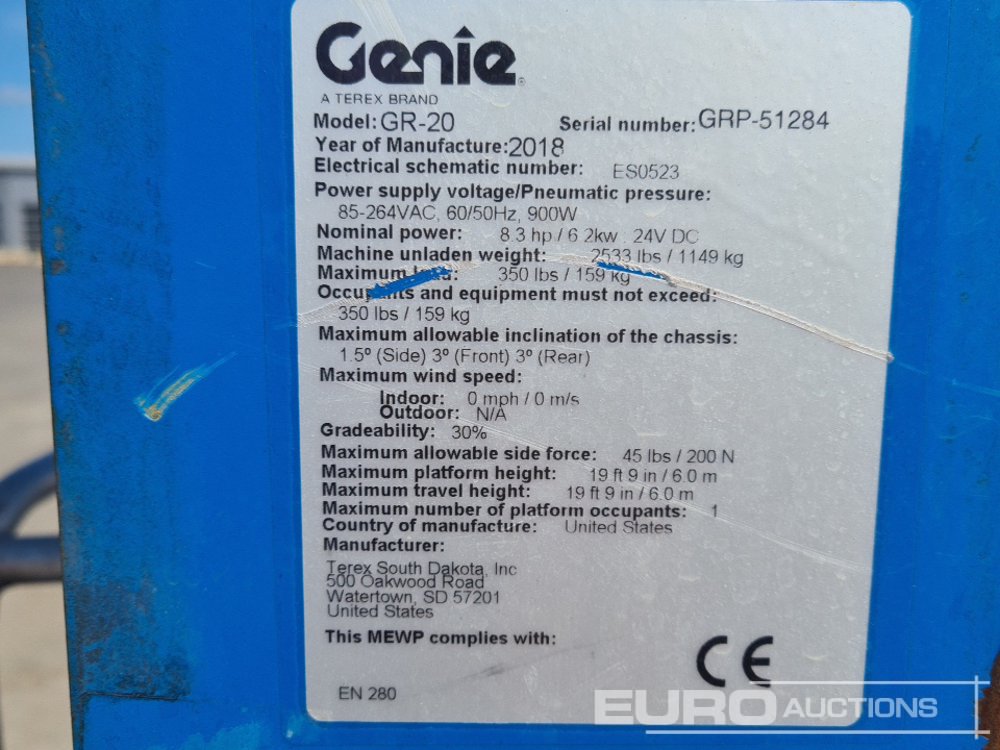 Genie
A TEREX BRAND
Model: GR-20 Serial number: GRP-51284
Year of Manufacture: 2018
Electrical schematic number: ES0523
Power supply voltage/Pneumatic pressure:
85-264VAC, 60/50Hz, 900W
Nominal power: 8.3 hp / 6.2kw 24V DC
Machine unladen weight: 2533 lbs / 1149 kg
Maximum load: 350 lbs / 159 kg
Occupants and equipment must not exceed:
350 lbs / 159 kg
Maximum allowable inclination of the chassis:
1.5º (Side) 3º (Front) 3º (Rear)
Maximum wind speed:
Indoor: 0 mph / 0 m/s
Outdoor: N/A
Gradeability: 30%
Maximum allowable side force: 45 lbs / 200 N
Maximum platform height: 19 ft 9 in / 6.0 m
Maximum travel height: 19 ft 9 in / 6.0 m
Maximum number of platform occupants: 1
Country of manufacture: United States
Manufacturer:
Terex South Dakota, Inc
500 Oakwood Road
Watertown, SD 57201
United States
This MEWP complies with:
CE
EN 280
EURO AUCTIONS